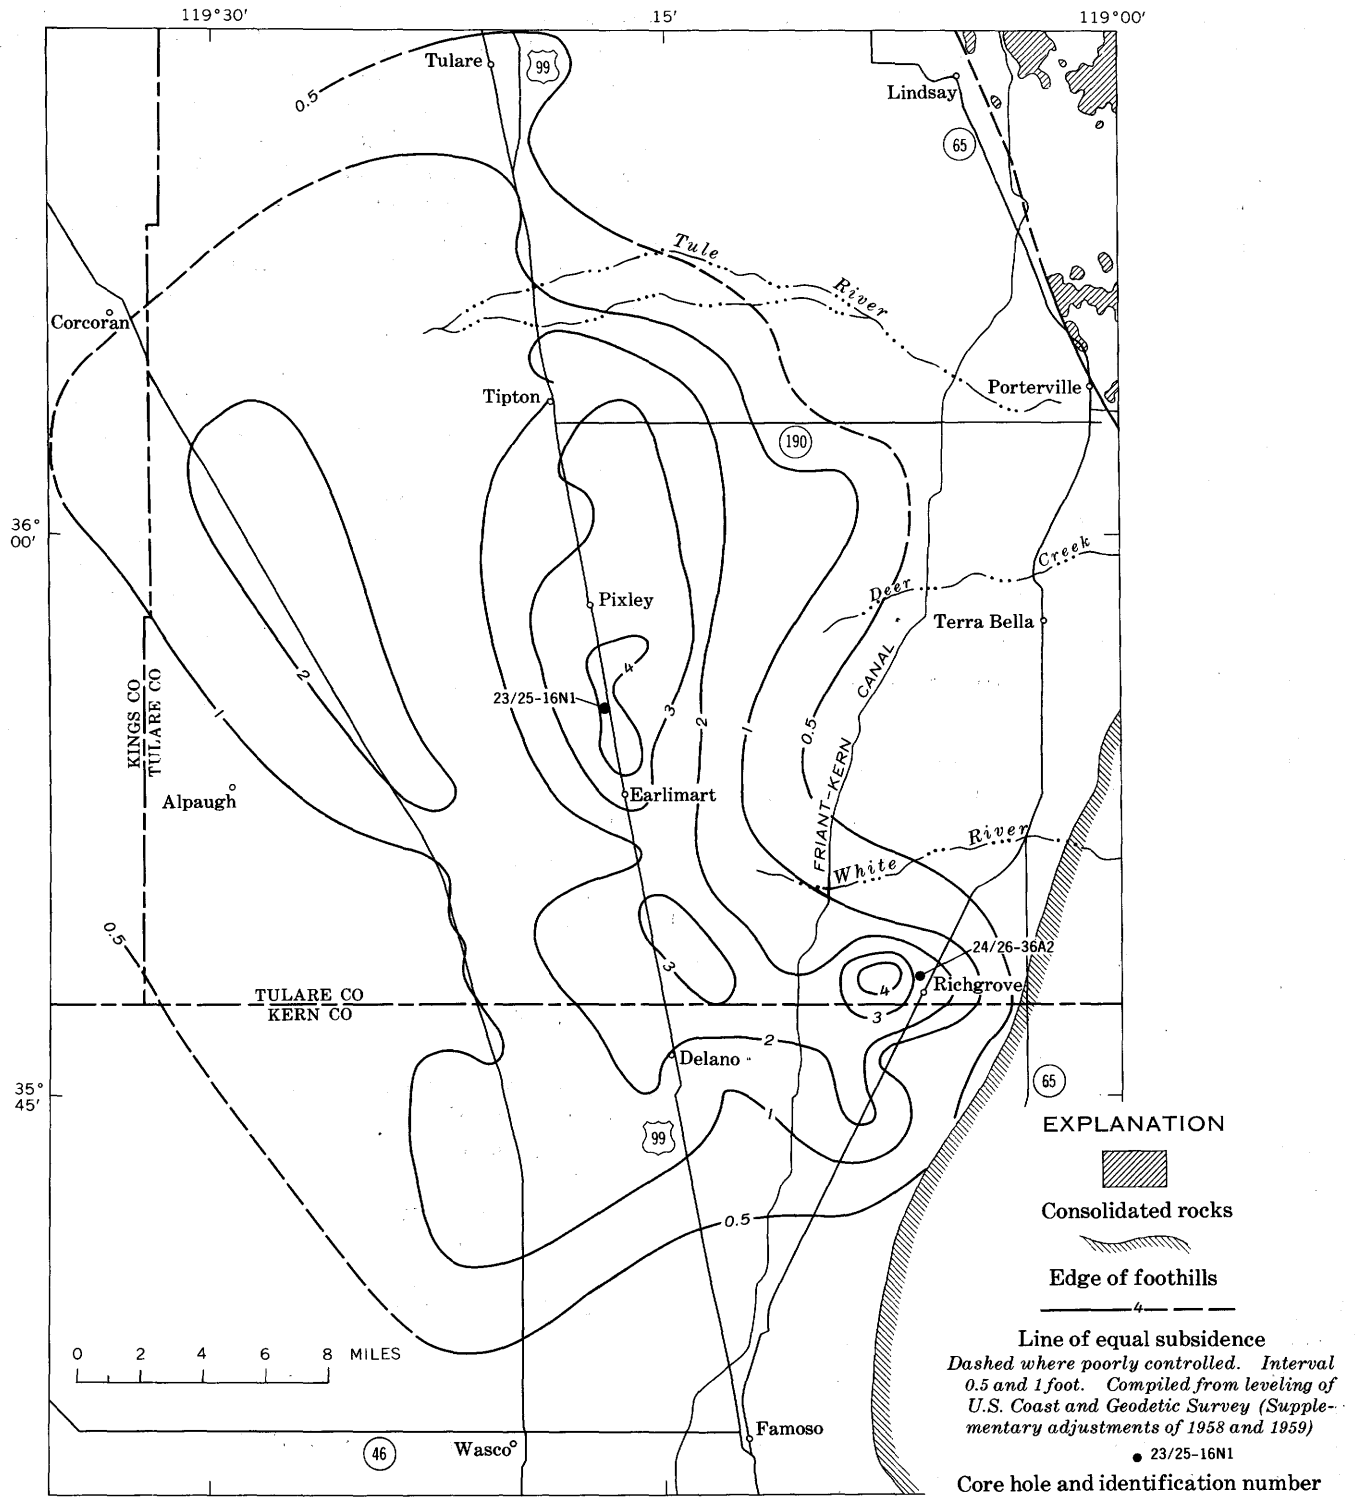 119°30'
15'
119°00'
Tulare
99
0.5
Lindsay
65
Tule
River
Corcoran
Tipton
Porterville
190
36°
00'
Creek
Deer
Pixley
Terra Bella
4
2
23/25-16N1
KINGS CO
TULARE CO
1
3
2
1
0.5
FRIANT-KERN CANAL
Alpaugh
Earlimart
River
White
0.5
24/26-36A2
3
4
Richgrove
TULARE CO
KERN CO
3
2
Delano
35°
45'
65
1
99
EXPLANATION
Consolidated rocks
0.5
Edge of foothills
4
Line of equal subsidence
0 2 4 6 8 MILES
Dashed where poorly controlled. Interval
0.5 and 1 foot. Compiled from leveling of
U.S. Coast and Geodetic Survey (Supple-
mentary adjustments of 1958 and 1959)
Famoso
46
Wasco
23/25-16N1
Core hole and identification number